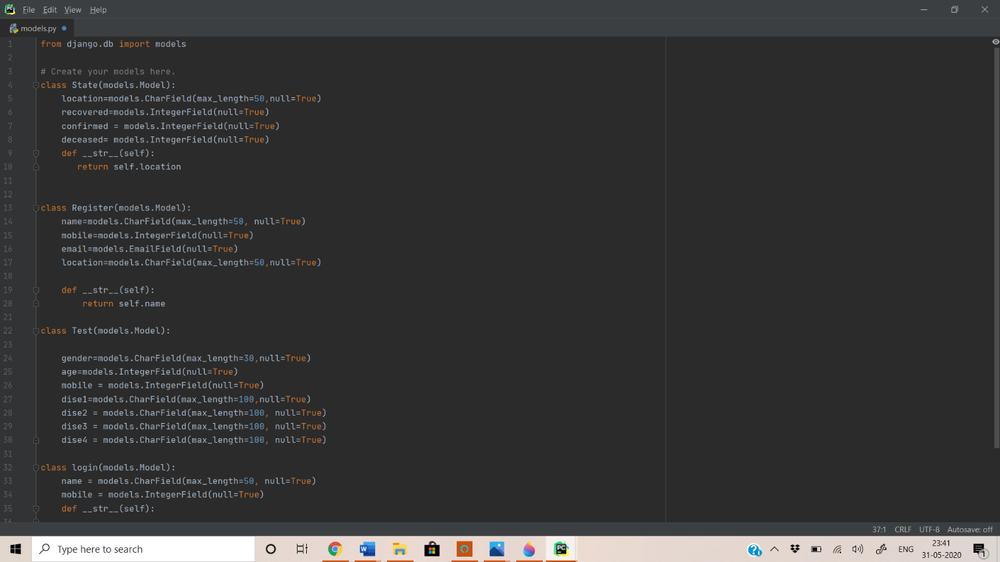 PC File Edit View Help
models.py
1 from django.db import models
2
3 # Create your models here.
4 class State(models.Model):
5 location=models.CharField(max_length=50,null=True)
6 recovered=models.IntegerField(null=True)
7 confirmed = models.IntegerField(null=True)
8 deceased= models.IntegerField(null=True)
9 def __str__(self):
10 return self.location
11
12
13 class Register(models.Model):
14 name=models.CharField(max_length=50, null=True)
15 mobile=models.IntegerField(null=True)
16 email=models.EmailField(null=True)
17 location=models.CharField(max_length=50,null=True)
18
19 def __str__(self):
20 return self.name
21
22 class Test(models.Model):
23
24 gender=models.CharField(max_length=30,null=True)
25 age=models.IntegerField(null=True)
26 mobile = models.IntegerField(null=True)
27 dise1=models.CharField(max_length=100,null=True)
28 dise2 = models.CharField(max_length=100, null=True)
29 dise3 = models.CharField(max_length=100, null=True)
30 dise4 = models.CharField(max_length=100, null=True)
31
32 class login(models.Model):
33 name = models.CharField(max_length=50, null=True)
34 mobile = models.IntegerField(null=True)
35 def __str__(self):
36
37:1 CRLF UTF-8 Autosave: off
Type here to search
W
PC
ENG
23:41
31-05-2020
1